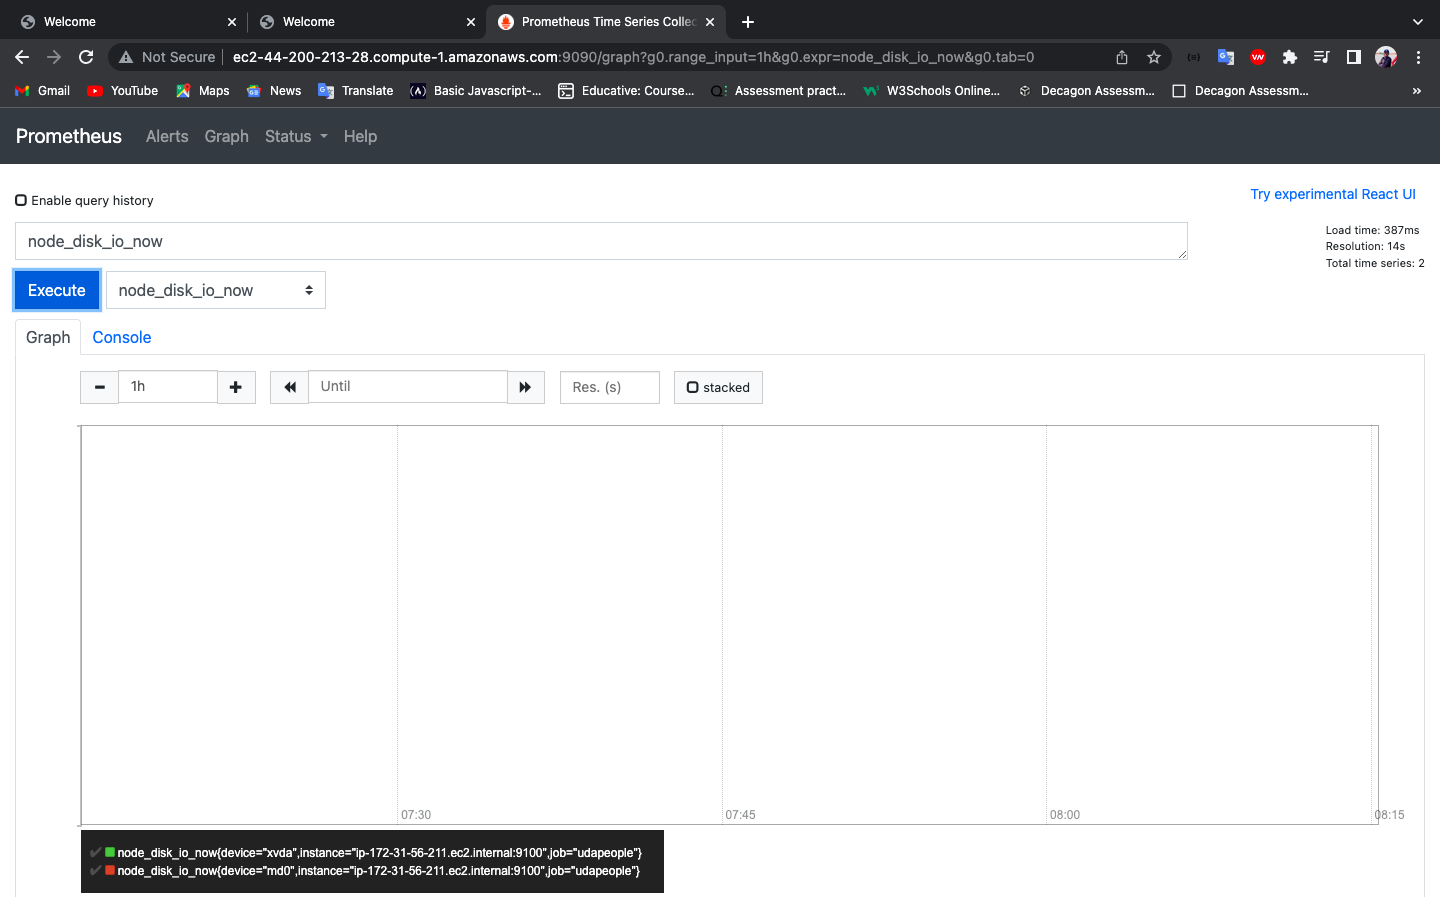 Welcome
Welcome
Prometheus Time Series Collec
Not Secure
ec2-44-200-213-28.compute-1.amazonaws.com:9090/graph?g0.range_input=1h&g0.expr=node_disk_io_now&g0.tab=0
Gmail
YouTube
Maps
News
Translate
Basic Javascript-...
Educative: Course...
Assessment pract...
W3Schools Online...
Decagon Assessm...
Decagon Assessm...
»
Prometheus
Alerts
Graph
Status
Help
Enable query history
Try experimental React UI
node_disk_io_now
Load time: 387ms
Resolution: 14s
Total time series: 2
Execute
node_disk_io_now
Graph
Console
1h
Until
Res. (s)
stacked
07:30
07:45
08:00
08:15
node_disk_io_now{device="xvda",instance="ip-172-31-56-211.ec2.internal:9100",job="udapeople"}
node_disk_io_now{device="md0",instance="ip-172-31-56-211.ec2.internal:9100",job="udapeople"}